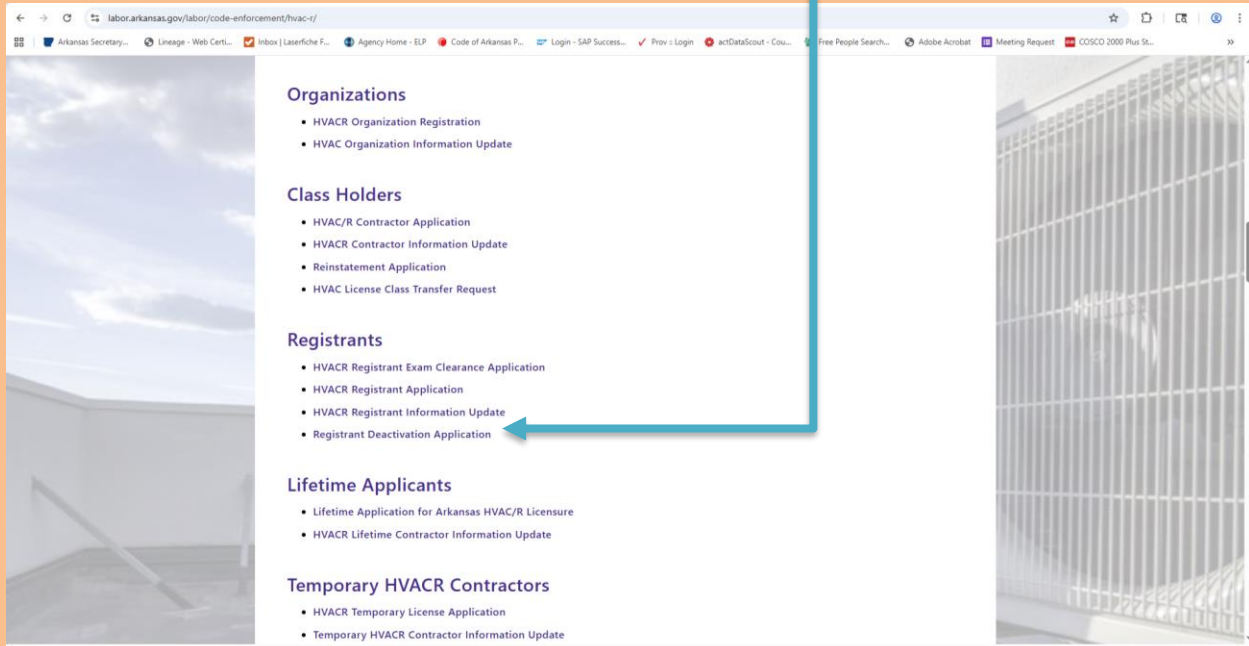 labor.arkansas.gov/labor/code-enforcement/hvac-r/
Arkansas Secretary... Lineage - Web Certi... Inbox | Laserfiche F... Agency Home - ELP Code of Arkansas P... Login - SAP Success... Prov :: Login actDataScout - Cou... Free People Search... Adobe Acrobat Meeting Request COSCO 2000 Plus St... »
Organizations
• HVACR Organization Registration
• HVAC Organization Information Update
Class Holders
• HVAC/R Contractor Application
• HVACR Contractor Information Update
• Reinstatement Application
• HVAC License Class Transfer Request
Registrants
• HVACR Registrant Exam Clearance Application
• HVACR Registrant Application
• HVACR Registrant Information Update
• Registrant Deactivation Application
Lifetime Applicants
• Lifetime Application for Arkansas HVAC/R Licensure
• HVACR Lifetime Contractor Information Update
Temporary HVACR Contractors
• HVACR Temporary License Application
• Temporary HVACR Contractor Information Update